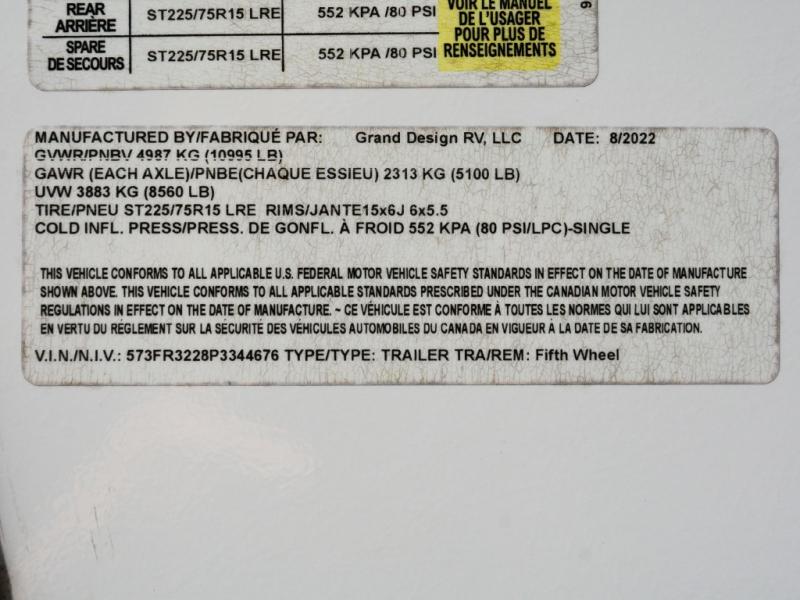 REAR
ARRIÈRE
ST225/75R15 LRE
552 KPA /80 PSI
SPARE
DE SECOURS
ST225/75R15 LRE
552 KPA /80 PSI
VOIR LE MANUEL
DE L'USAGER
POUR PLUS DE
RENSEIGNEMENTS
MANUFACTURED BY/FABRIQUÉ PAR: Grand Design RV, LLC DATE: 8/2022
GVWR/PNBV 4987 KG (10995 LB)
GAWR (EACH AXLE)/PNBE(CHAQUE ESSIEU) 2313 KG (5100 LB)
UVW 3883 KG (8560 LB)
TIRE/PNEU ST225/75R15 LRE RIMS/JANTE15x6J 6x5.5
COLD INFL. PRESS/PRESS. DE GONFL. À FROID 552 KPA (80 PSI/LPC)-SINGLE
THIS VEHICLE CONFORMS TO ALL APPLICABLE U.S. FEDERAL MOTOR VEHICLE SAFETY STANDARDS IN EFFECT ON THE DATE OF MANUFACTURE
SHOWN ABOVE. THIS VEHICLE CONFORMS TO ALL APPLICABLE STANDARDS PRESCRIBED UNDER THE CANADIAN MOTOR VEHICLE SAFETY
REGULATIONS IN EFFECT ON THE DATE OF MANUFACTURE. ~ CE VÉHICULE EST CONFORME À TOUTES LES NORMES QUI LUI SONT APPLICABLES
EN VERTU DU RÉGLEMENT SUR LA SÉCURITÉ DES VÉHICULES AUTOMOBILES DU CANADA EN VIGUEUR À LA DATE DE SA FABRICATION.
V.I.N./N.I.V.: 573FR3228P3344676 TYPE/TYPE: TRAILER TRA/REM: Fifth Wheel